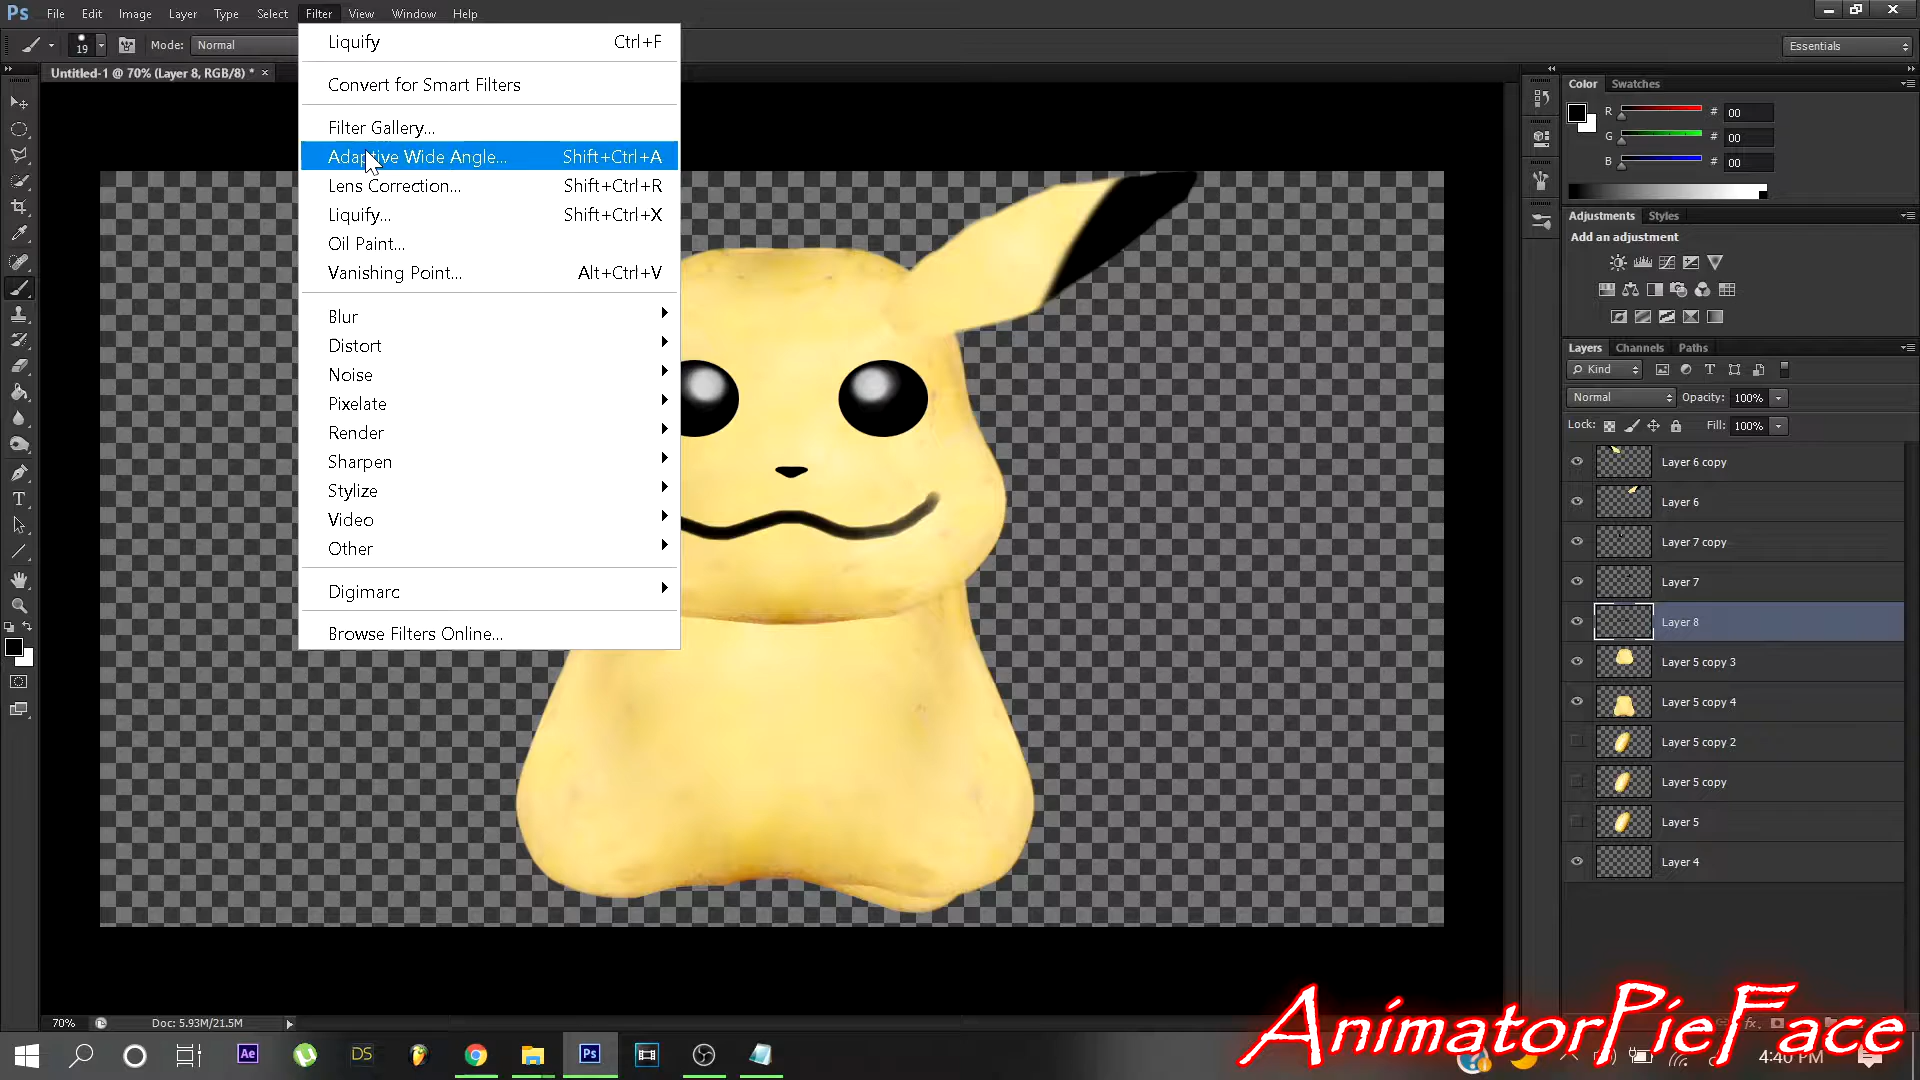 Ps File Edit Image Layer Type Select Filter View Window Help
19 Mode: Normal Essentials
Untitled-1 @ 70% (Layer 8, RGB/8) * ×
Liquify Ctrl+F
Convert for Smart Filters
Filter Gallery...
Adaptive Wide Angle... Shift+Ctrl+A
Lens Correction... Shift+Ctrl+R
Liquify... Shift+Ctrl+X
Oil Paint...
Vanishing Point... Alt+Ctrl+V
Blur
Distort
Noise
Pixelate
Render
Sharpen
Stylize
Video
Other
Digimarc
Browse Filters Online...
Color Swatches
R # 00
G # 00
B # 00
Adjustments Styles
Add an adjustment
Layers Channels Paths
Kind
Normal Opacity: 100%
Lock: Fill: 100%
Layer 6 copy
Layer 6
Layer 7 copy
Layer 7
Layer 8
Layer 5 copy 3
Layer 5 copy 4
Layer 5 copy 2
Layer 5 copy
Layer 5
Layer 4
70% Doc: 5.93M/21.5M
AnimatorPieFace
Ae DS Ps 4:40 PM